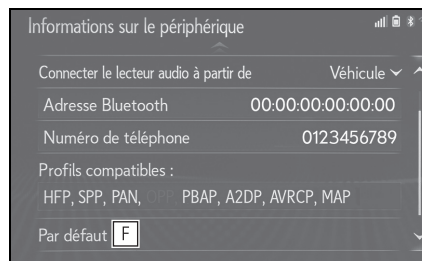 Informations sur le périphérique
Connecter le lecteur audio à partir de Véhicule
Adresse Bluetooth 00:00:00:00:00:00
Numéro de téléphone 0123456789
Profils compatibles :
HFP, SPP, PAN, OPP, PBAP, A2DP, AVRCP, MAP
Par défaut F